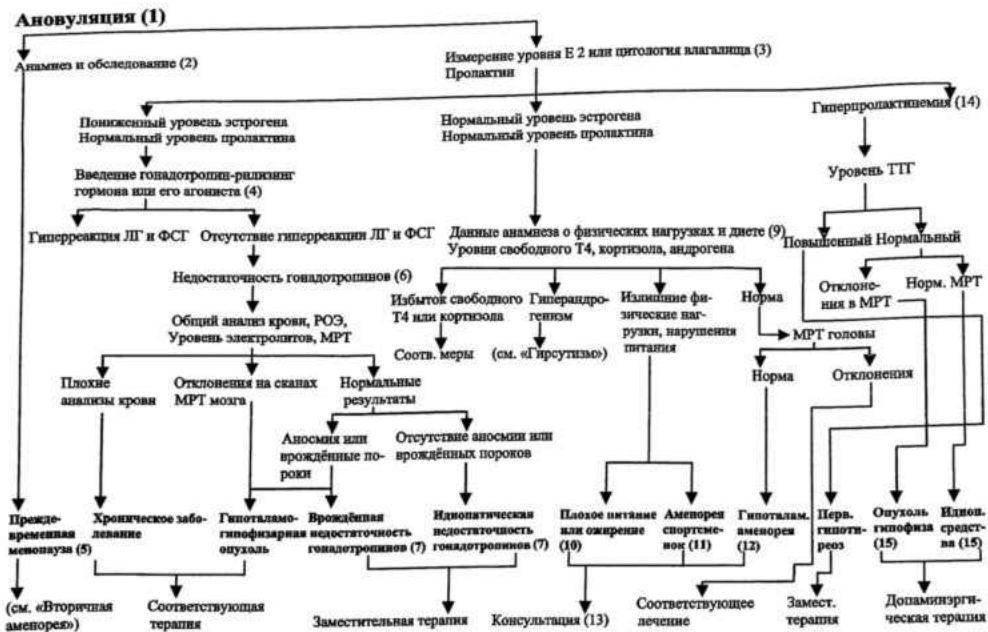 Ановуляция (1)
Анамнез и обследование (2)
Измерение уровня Е 2 или цитология влагалища (3)
Пролактин
Пониженный уровень эстрогена
Нормальный уровень пролактина
Нормальный уровень эстрогена
Нормальный уровень пролактина
Гиперпролактинемия (14)
Введение гонадотропин-рилизинг
гормона или его агониста (4)
Уровень ТТГ
Гиперреакция ЛГ и ФСГ
Отсутствие гиперреакции ЛГ и ФСГ
Данные анамнеза о физических нагрузках и диете (9)
Уровни свободного Т4, кортизола, андрогена
Повышенный
Нормальный
Недостаточность гонадотропинов (6)
Избыток свободного
Т4 или кортизола
Гиперандро-
генизм
Излишние фи-
зические наг-
рузки, нарушения
питания
Норма
Отклоне-
ния в МРТ
Норм. МРТ
Общий анализ крови, РОЭ,
Уровень электролитов, МРТ
Соотв. меры
(см. «Гирсутизм»)
МРТ головы
Плохие
анализы крови
Отклонения на сканах
МРТ мозга
Нормальные
результаты
Норма
Отклонения
Аносмия или
врождённые по-
роки
Отсутствие аносмии или
врождённых пороков
Прежде-
временная
менопауза (5)
Хроническое забо-
левание
Гипоталамо-
гипофизарная
опухоль
Врождённая
недостаточность
гонадотропинов (7)
Идиопатическая
недостаточность
гонадотропинов (7)
Плохое питание
или ожирение
(10)
Аменорея
спортсме-
нок (11)
Гипоталам.
аменорея
(12)
Перв.
гипоти-
реоз
Опухоль
гипофиза
(15)
Идиоп.
средст-
ва (15)
(см. «Вторичная
аменорея»)
Соответствующая
терапия
Заместительная терапия
Консультация (13)
Соответствующее
лечение
Замест.
терапия
Допаминэрги-
ческая терапия